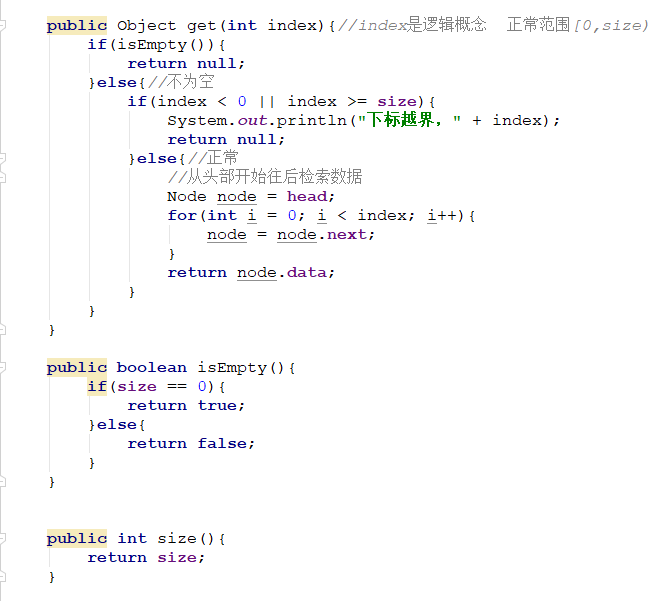 public Object get(int index){//index是逻辑概念  正常范围[0,size)
    if(isEmpty()){
        return null;
    }else{//不为空
        if(index < 0 || index >= size){
            System.out.println("下标越界，" + index);
            return null;
        }else{//正常
            //从头部开始往后检索数据
            Node node = head;
            for(int i = 0; i < index; i++){
                node = node.next;
            }
            return node.data;
        }
    }
}
public boolean isEmpty(){
    if(size == 0){
        return true;
    }else{
        return false;
    }
}
public int size(){
    return size;
}